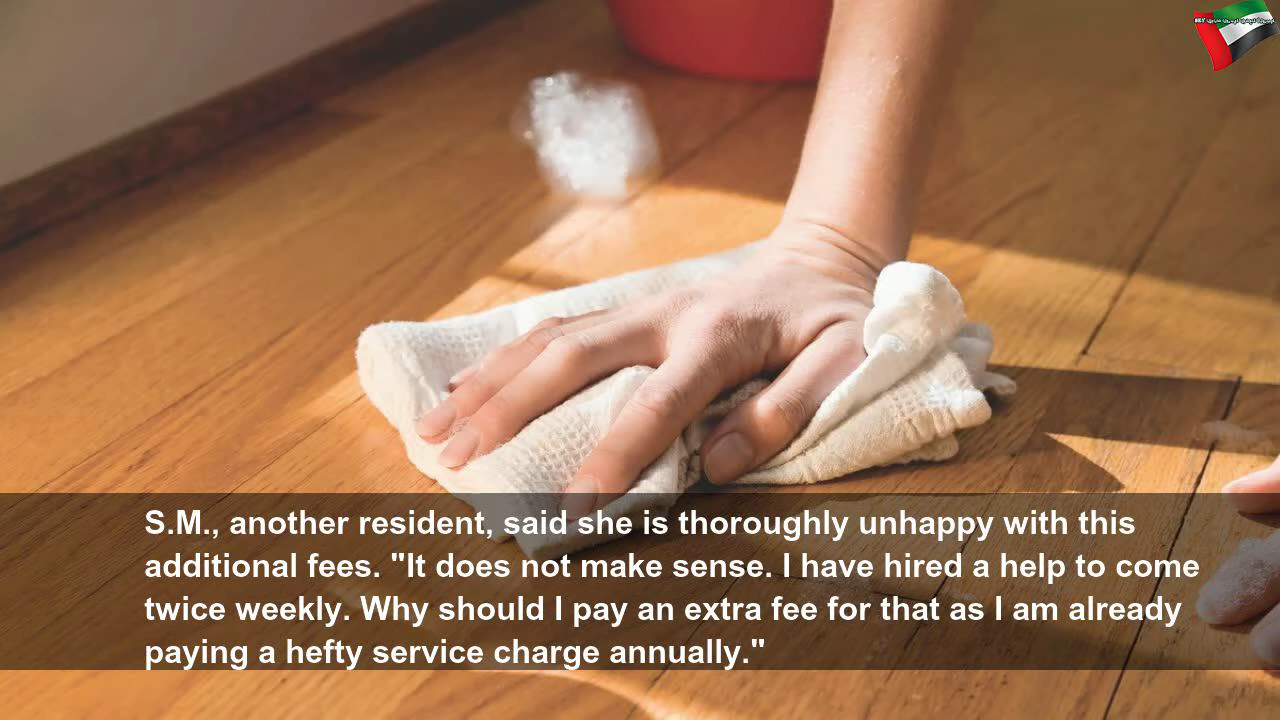 S.M., another resident, said she is thoroughly unhappy with this
additional fees. "It does not make sense. I have hired a help to come
twice weekly. Why should I pay an extra fee for that as I am already
paying a hefty service charge annually."